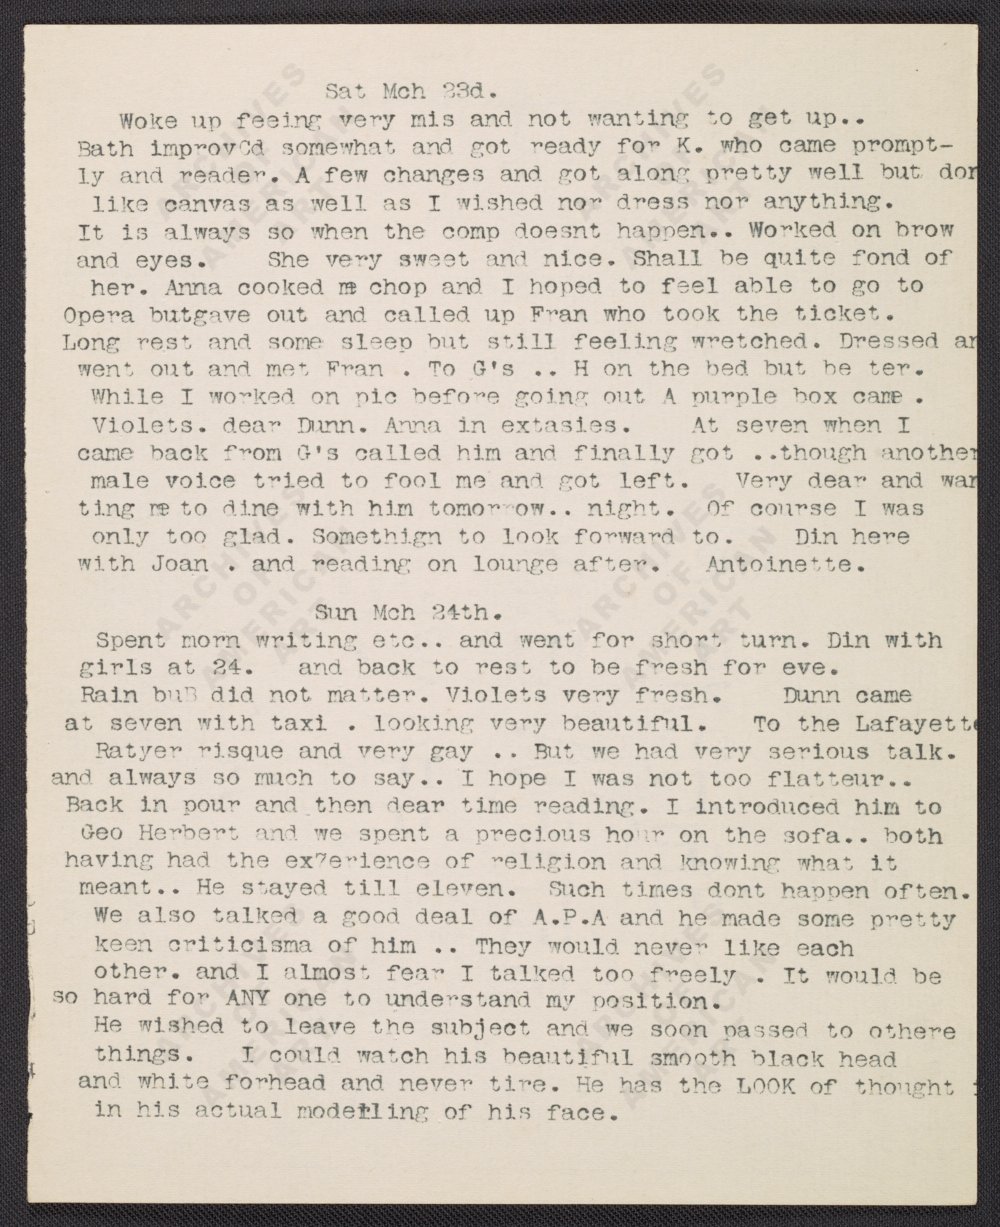 Sat Mch 23d.
Woke up feeing very mis and not wanting to get up..
Bath improvCd somewhat and got ready for K. who came prompt-
ly and reader. A few changes and got along pretty well but don
like canvas as well as I wished nor dress nor anything.
It is always so when the comp doesnt happen.. Worked on brow
and eyes. She very sweet and nice. Shall be quite fond of
her. Anna cooked me chop and I hoped to feel able to go to
Opera butgave out and called up Fran who took the ticket.
Long rest and some sleep but still feeling wretched. Dressed an
went out and met Fran . To G's .. H on the bed but be ter.
While I worked on pic before going out A purple box came .
Violets. dear Dunn. Anna in extasies. At seven when I
came back from G's called him and finally got ..though another
male voice tried to fool me and got left. Very dear and wan
ting me to dine with him tomorrow.. night. Of course I was
only too glad. Somethign to look forward to. Din here
with Joan . and reading on lounge after. Antoinette.
Sun Mch 24th.
Spent morn writing etc.. and went for short turn. Din with
girls at 24. and back to rest to be fresh for eve.
Rain buB did not matter. Violets very fresh. Dunn came
at seven with taxi . looking very beautiful. To the Lafayette
Ratyer risque and very gay .. But we had very serious talk.
and always so much to say.. I hope I was not too flatteur..
Back in pour and then dear time reading. I introduced him to
Geo Herbert and we spent a precious hour on the sofa.. both
having had the ex7erience of religion and knowing what it
meant.. He stayed till eleven. Such times dont happen often.
We also talked a good deal of A.P.A and he made some pretty
keen criticisma of him .. They would never like each
other. and I almost fear I talked too freely . It would be
so hard for ANY one to understand my position.
He wished to leave the subject and we soon passed to othere
things. I could watch his beautiful smooth black head
and white forhead and never tire. He has the LOOK of thought
in his actual modelling of his face.